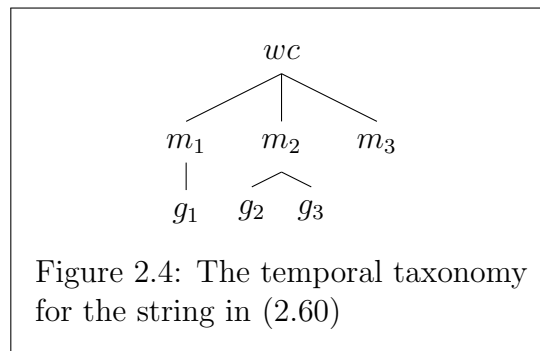 wc
m₁ m₂ m₃
g₁ g₂ g₃
Figure 2.4: The temporal taxonomy
for the string in (2.60)